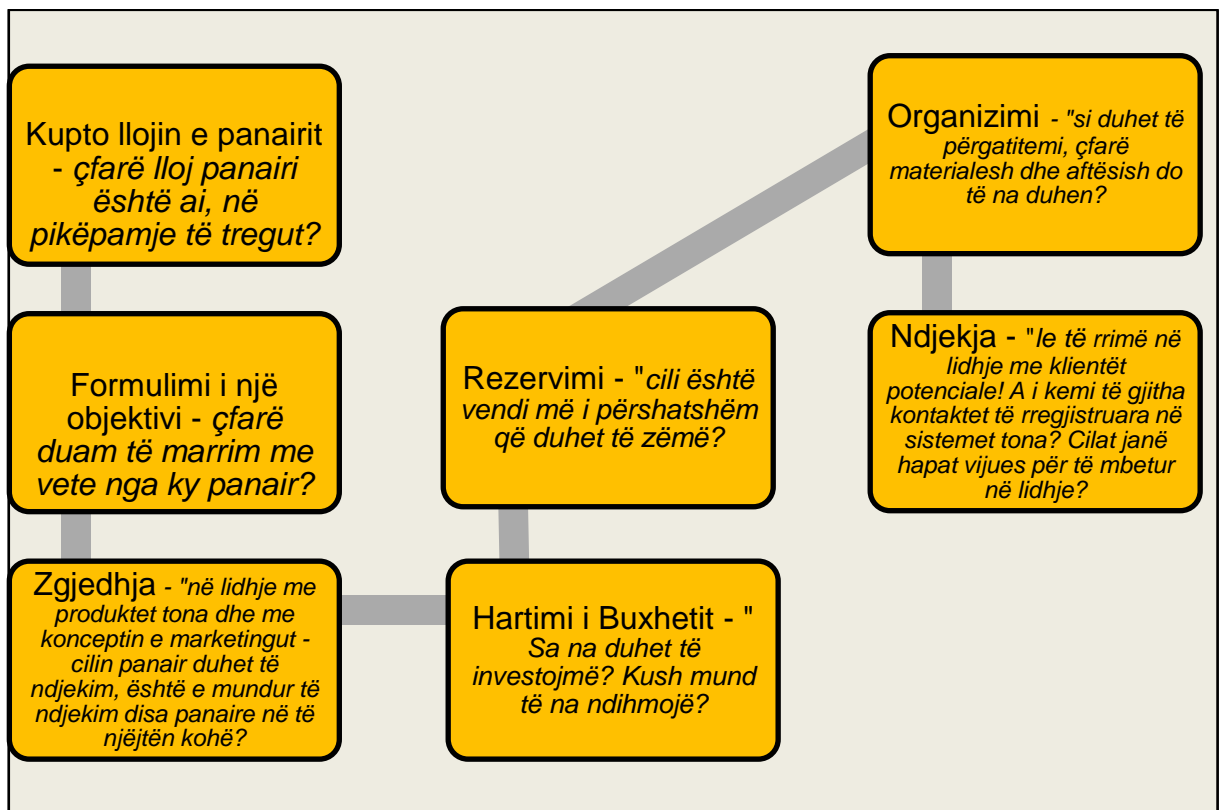 Kupto llojin e panairit
- çfarë lloj panairi
është ai, në
pikëpamje të tregut?
Formulimi i një
objektivi - çfarë
duam të marrim me
vete nga ky panair?
Zgjedhja - "në lidhje me
produktet tona dhe me
konceptin e marketingut -
cilin panair duhet të
ndjekim, është e mundur të
ndjekim disa panaire në të
njëjtën kohë?
Hartimi i Buxhetit - "
Sa na duhet të
investojmë? Kush mund
të na ndihmojë?
Rezervimi - "cili është
vendi më i përshatshëm
që duhet të zëmë?
Organizimi - "si duhet të
përgatitemi, çfarë
materialesh dhe aftësish do
të na duhen?
Ndjekja - "le të rrimë në
lidhje me klientët
potenciale! A i kemi të gjitha
kontaktet të rregjistruara në
sistemet tona? Cilat janë
hapat vijues për të mbetur
në lidhje?